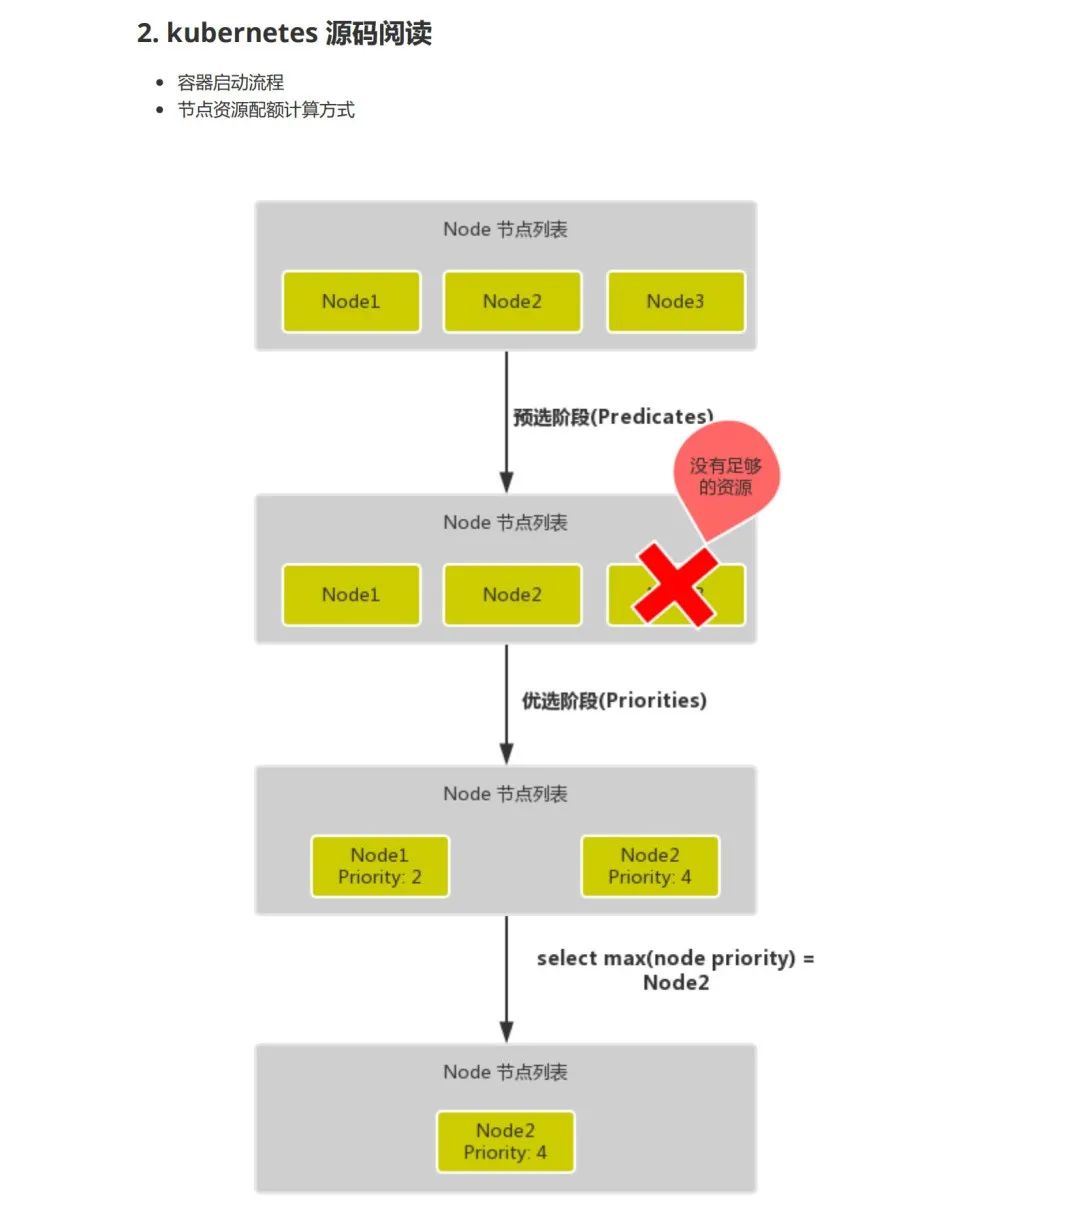 2. kubernetes 源码阅读
容器启动流程
节点资源配额计算方式
Node 节点列表
Node1
Node2
Node3
预选阶段(Predicates)
没有足够
的资源
Node 节点列表
Node1
Node2
优选阶段(Priorities)
Node 节点列表
Node1
Priority: 2
Node2
Priority: 4
select max(node priority) =
Node2
Node 节点列表
Node2
Priority: 4